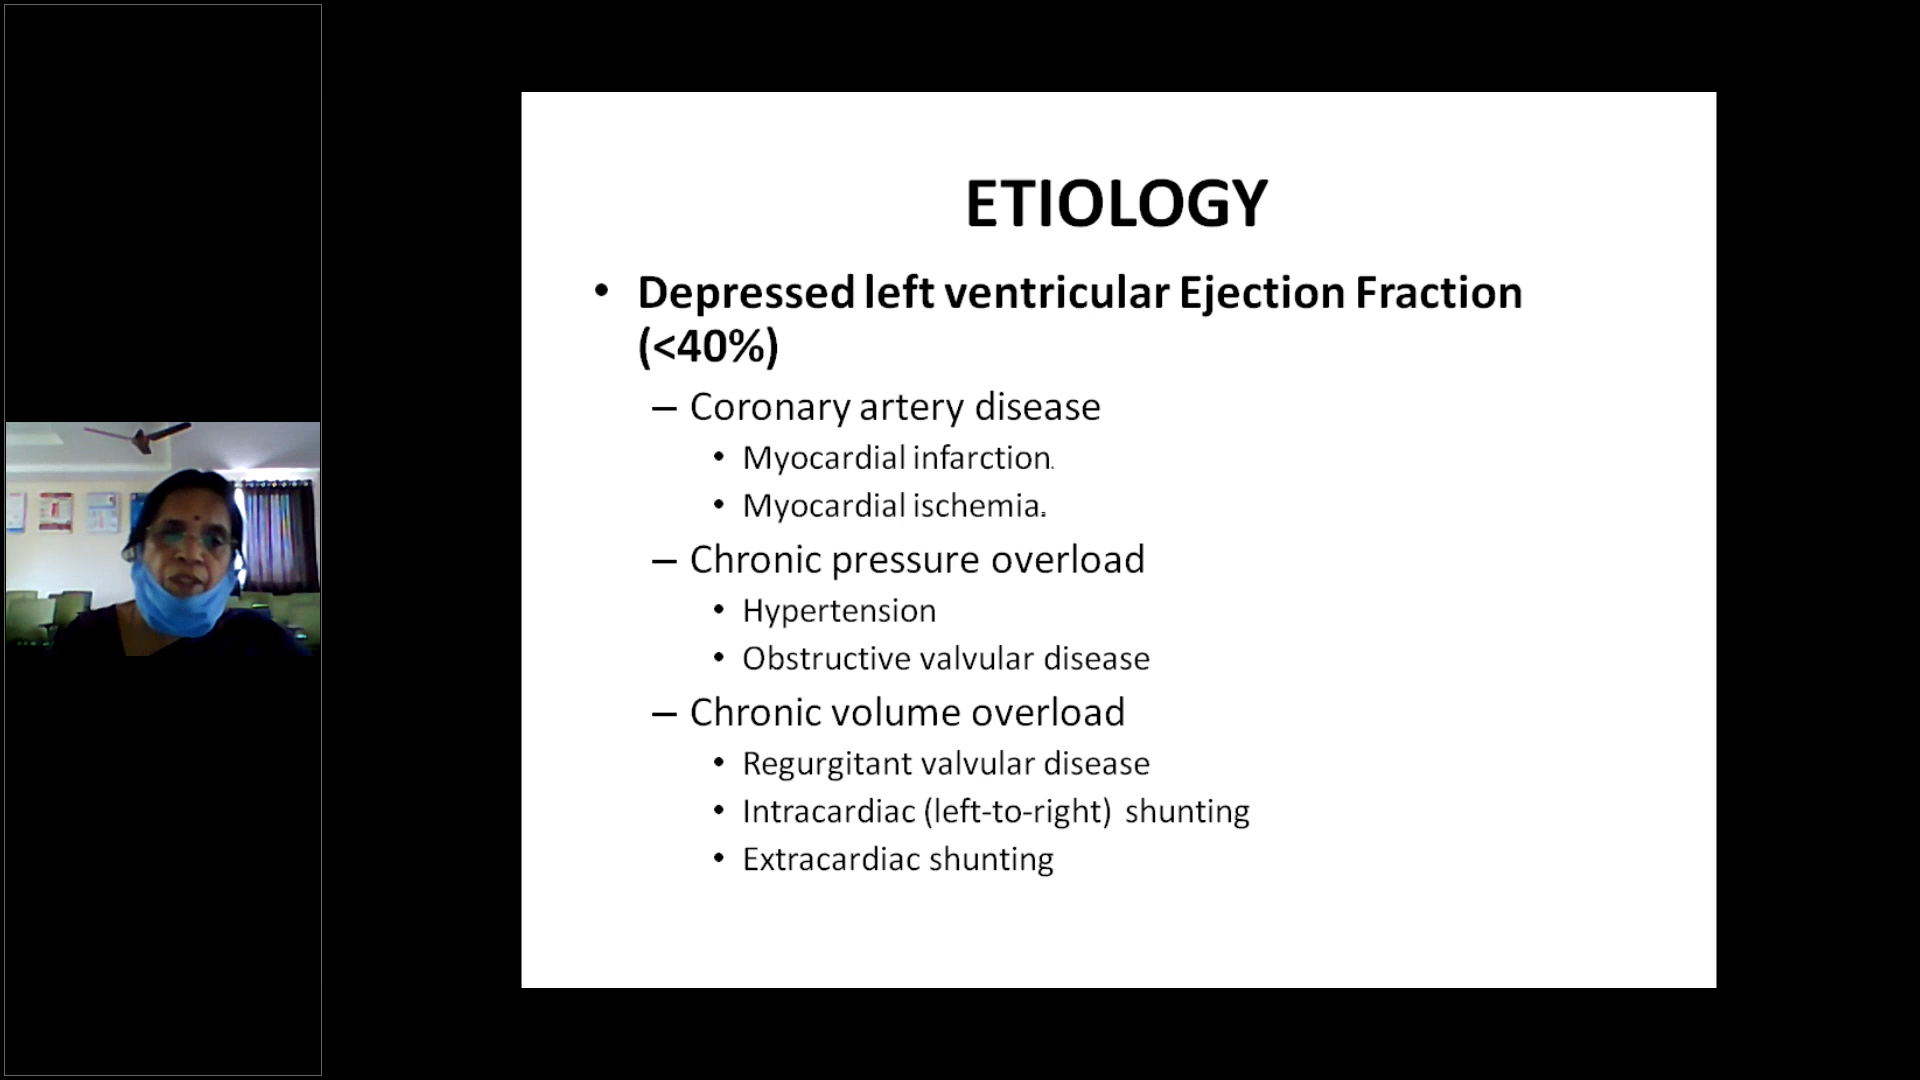 ETIOLOGY
• Depressed left ventricular Ejection Fraction
(<40%)
– Coronary artery disease
• Myocardial infarction.
• Myocardial ischemia.
– Chronic pressure overload
• Hypertension
• Obstructive valvular disease
– Chronic volume overload
• Regurgitant valvular disease
• Intracardiac (left-to-right) shunting
• Extracardiac shunting